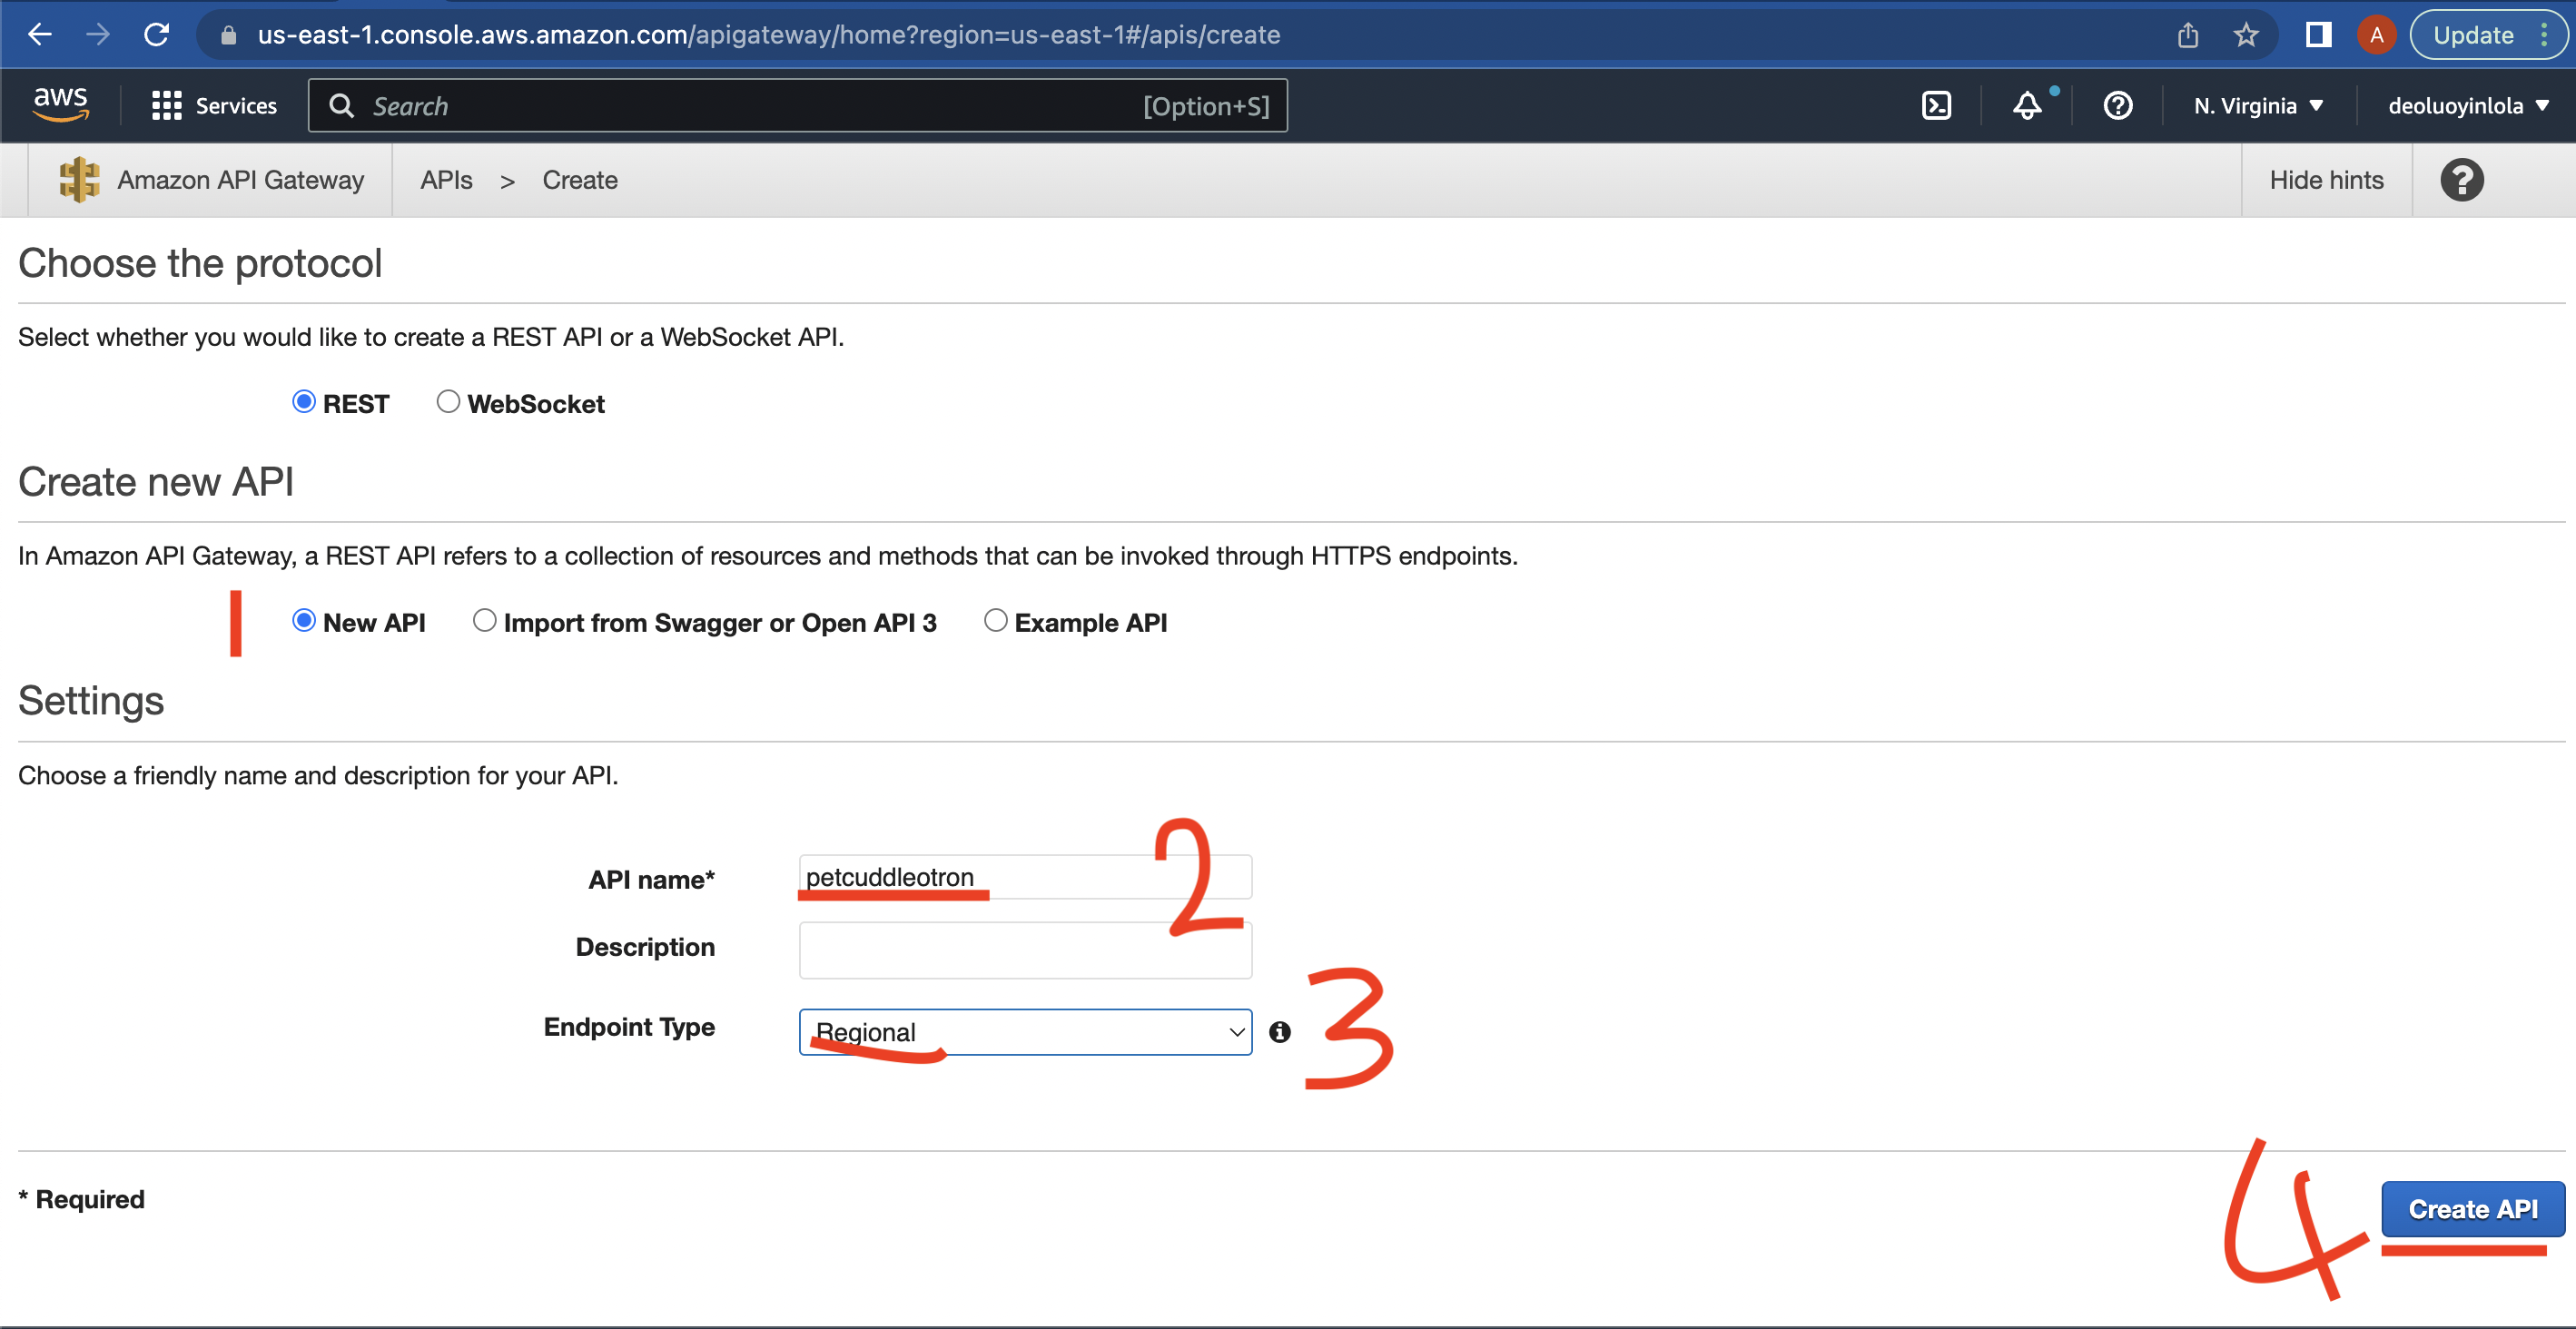 us-east-1.console.aws.amazon.com/apigateway/home?region=us-east-1#/apis/create A Update
aws Services Search [Option+S] N. Virginia deoluoyinlola
Amazon API Gateway APIs > Create Hide hints ?
Choose the protocol
Select whether you would like to create a REST API or a WebSocket API.
REST WebSocket
Create new API
In Amazon API Gateway, a REST API refers to a collection of resources and methods that can be invoked through HTTPS endpoints.
1 New API Import from Swagger or Open API 3 Example API
Settings
Choose a friendly name and description for your API.
API name* petcuddleotron 2
Description
Endpoint Type Regional 3
* Required 4 Create API